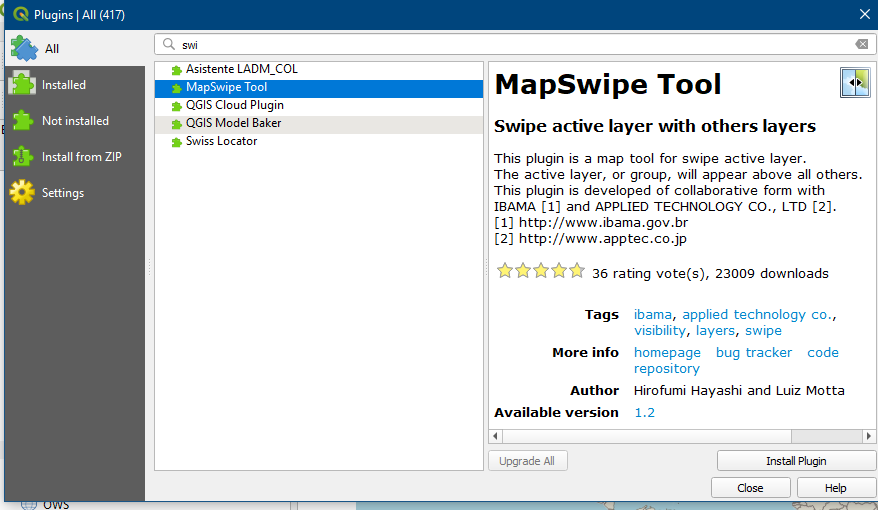 Plugins | All (417)
All
Installed
Not installed
Install from ZIP
Settings
swi
Asistente LADM_COL
MapSwipe Tool
QGIS Cloud Plugin
QGIS Model Baker
Swiss Locator
MapSwipe Tool
Swipe active layer with others layers
This plugin is a map tool for swipe active layer.
The active layer, or group, will appear above all others.
This plugin is developed of collaborative form with
IBAMA [1] and APPLIED TECHNOLOGY CO., LTD [2].
[1] http://www.ibama.gov.br
[2] http://www.apptec.co.jp
36 rating vote(s), 23009 downloads
Tags ibama, applied technology co.,
visibility, layers, swipe
More info homepage bug tracker code
repository
Author Hirofumi Hayashi and Luiz Motta
Available version 1.2
Upgrade All
Install Plugin
Close
Help
OWS